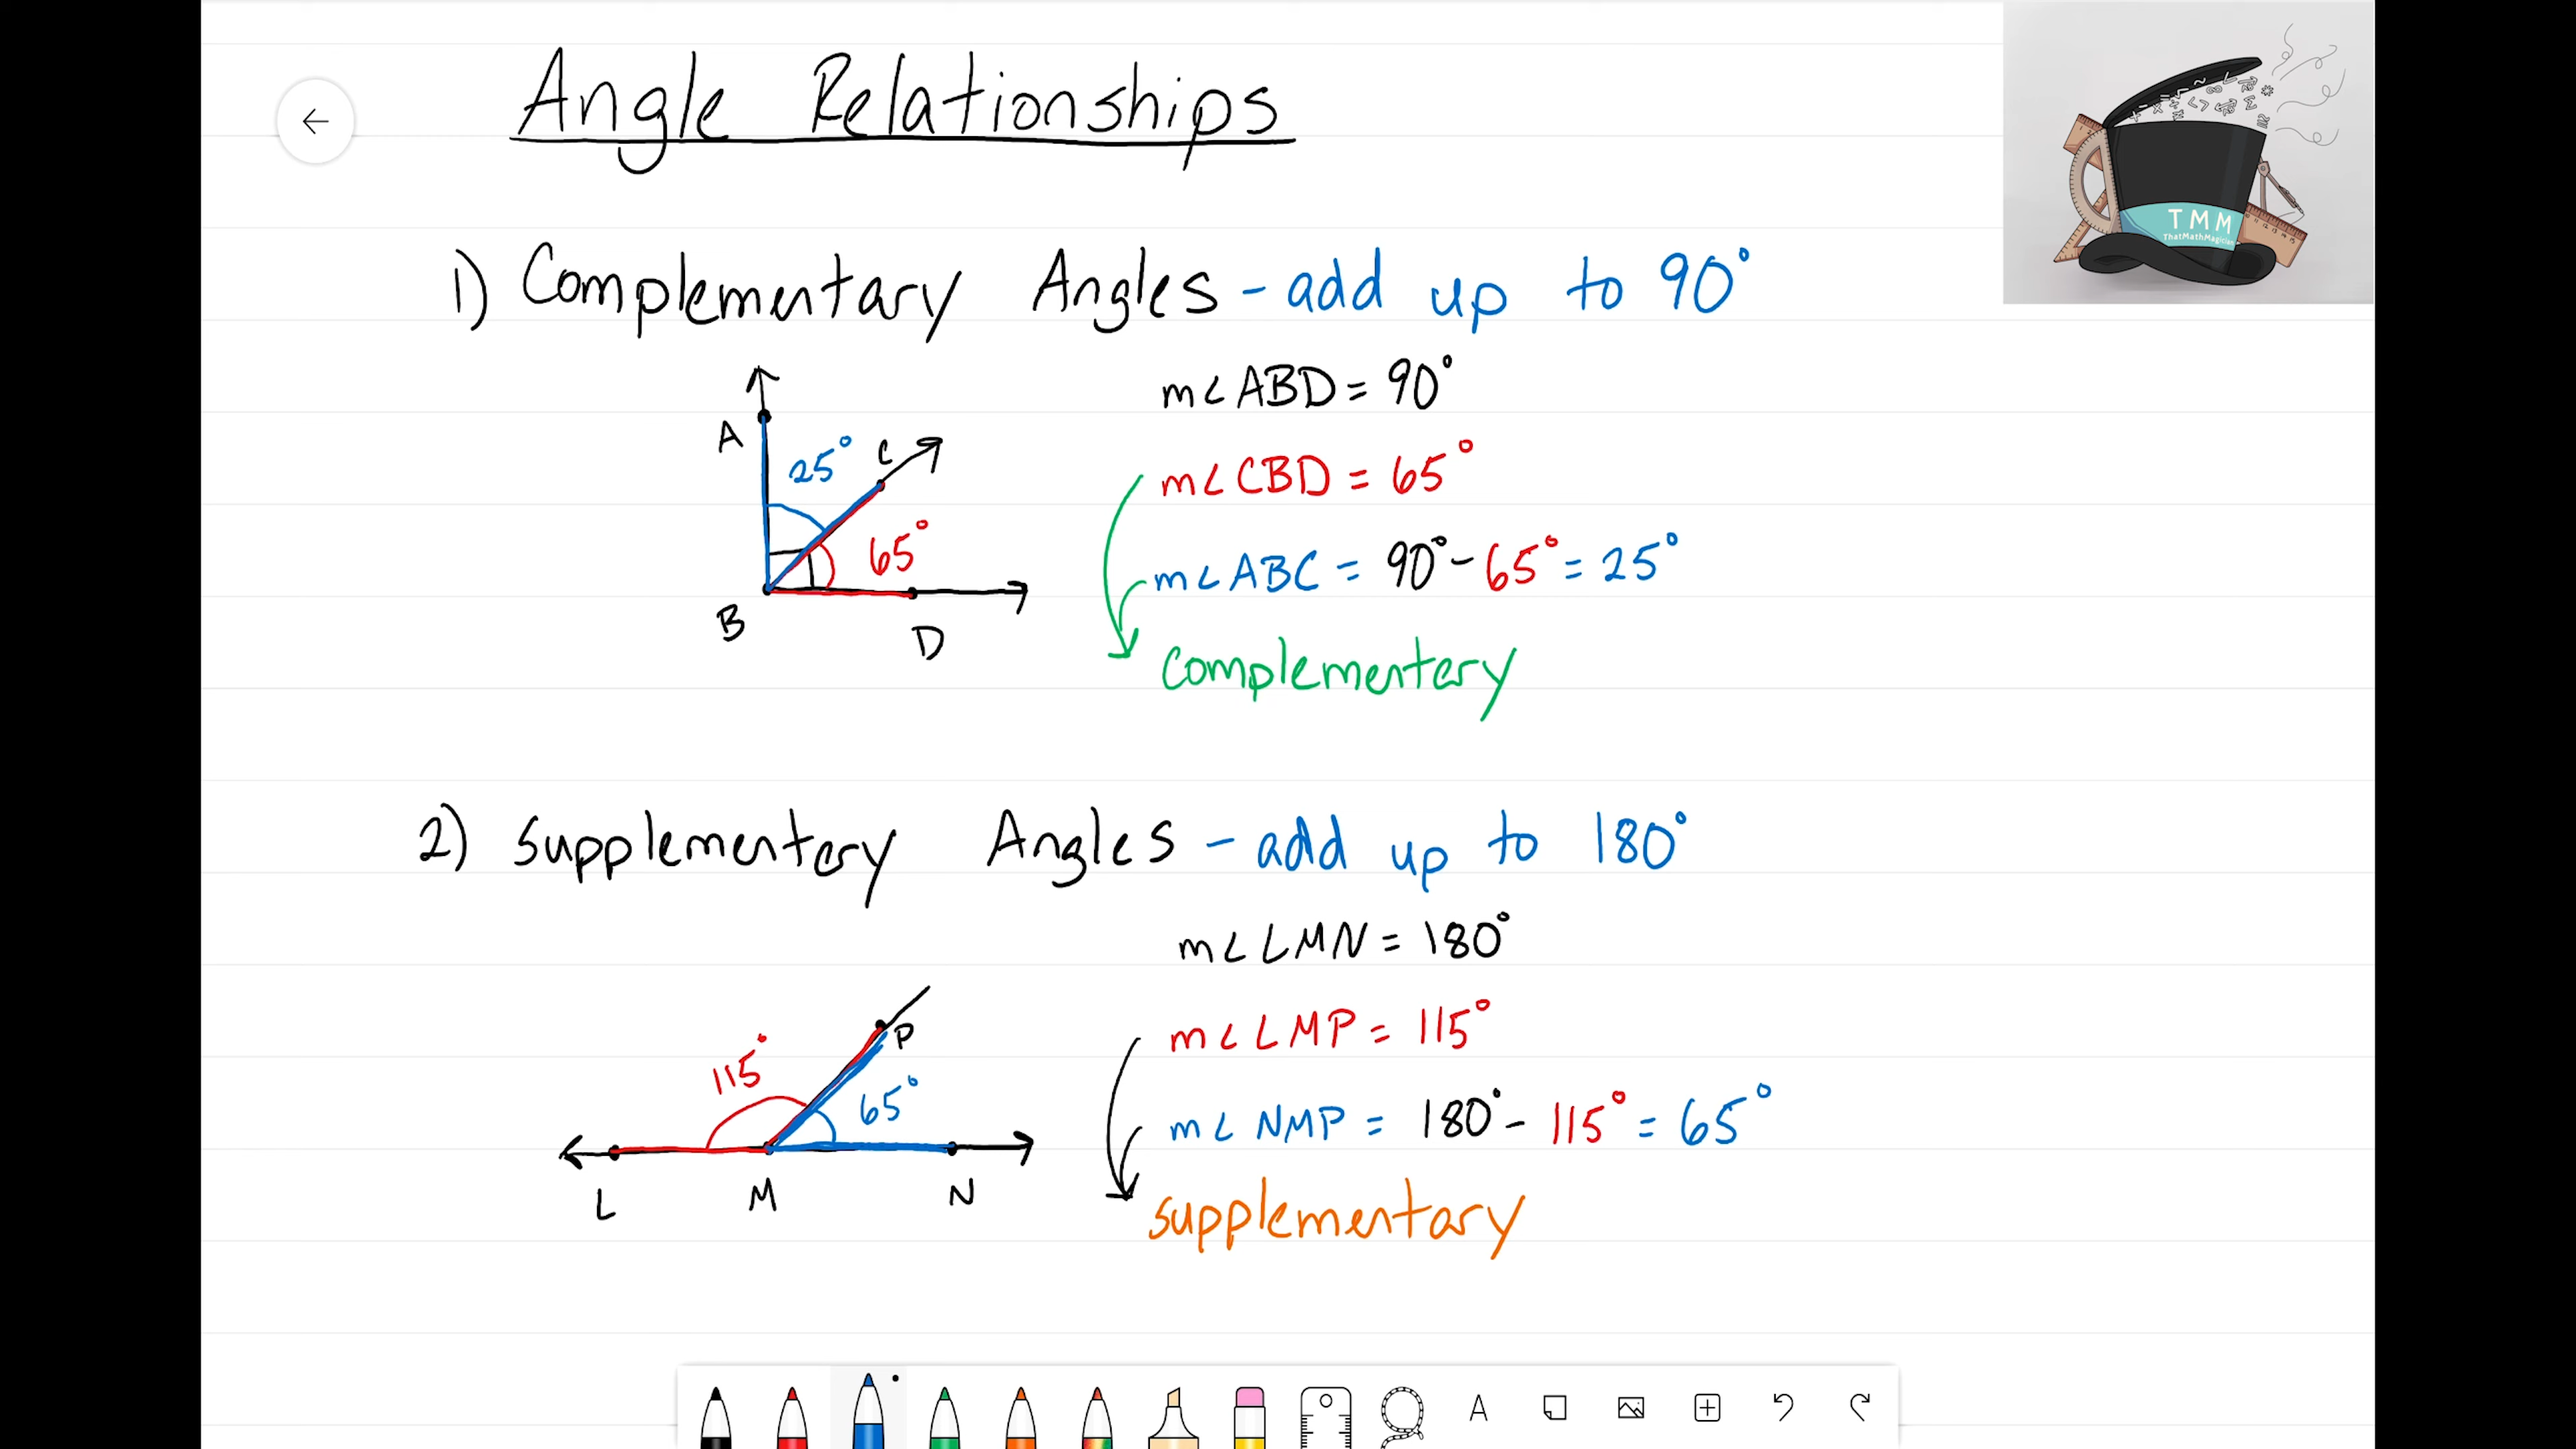 Angle Relationships
TMM
ThatMathMagician
1) Complementary Angles - add up to 90°
m∠ABD = 90°
A
25°
C
m∠CBD = 65°
65°
m∠ABC = 90° - 65° = 25°
B
D
Complementary
2) Supplementary Angles - add up to 180°
m∠LMN = 180°
P
m∠LMP = 115°
115°
65°
m∠NMP = 180° - 115° = 65°
L
M
N
supplementary
A